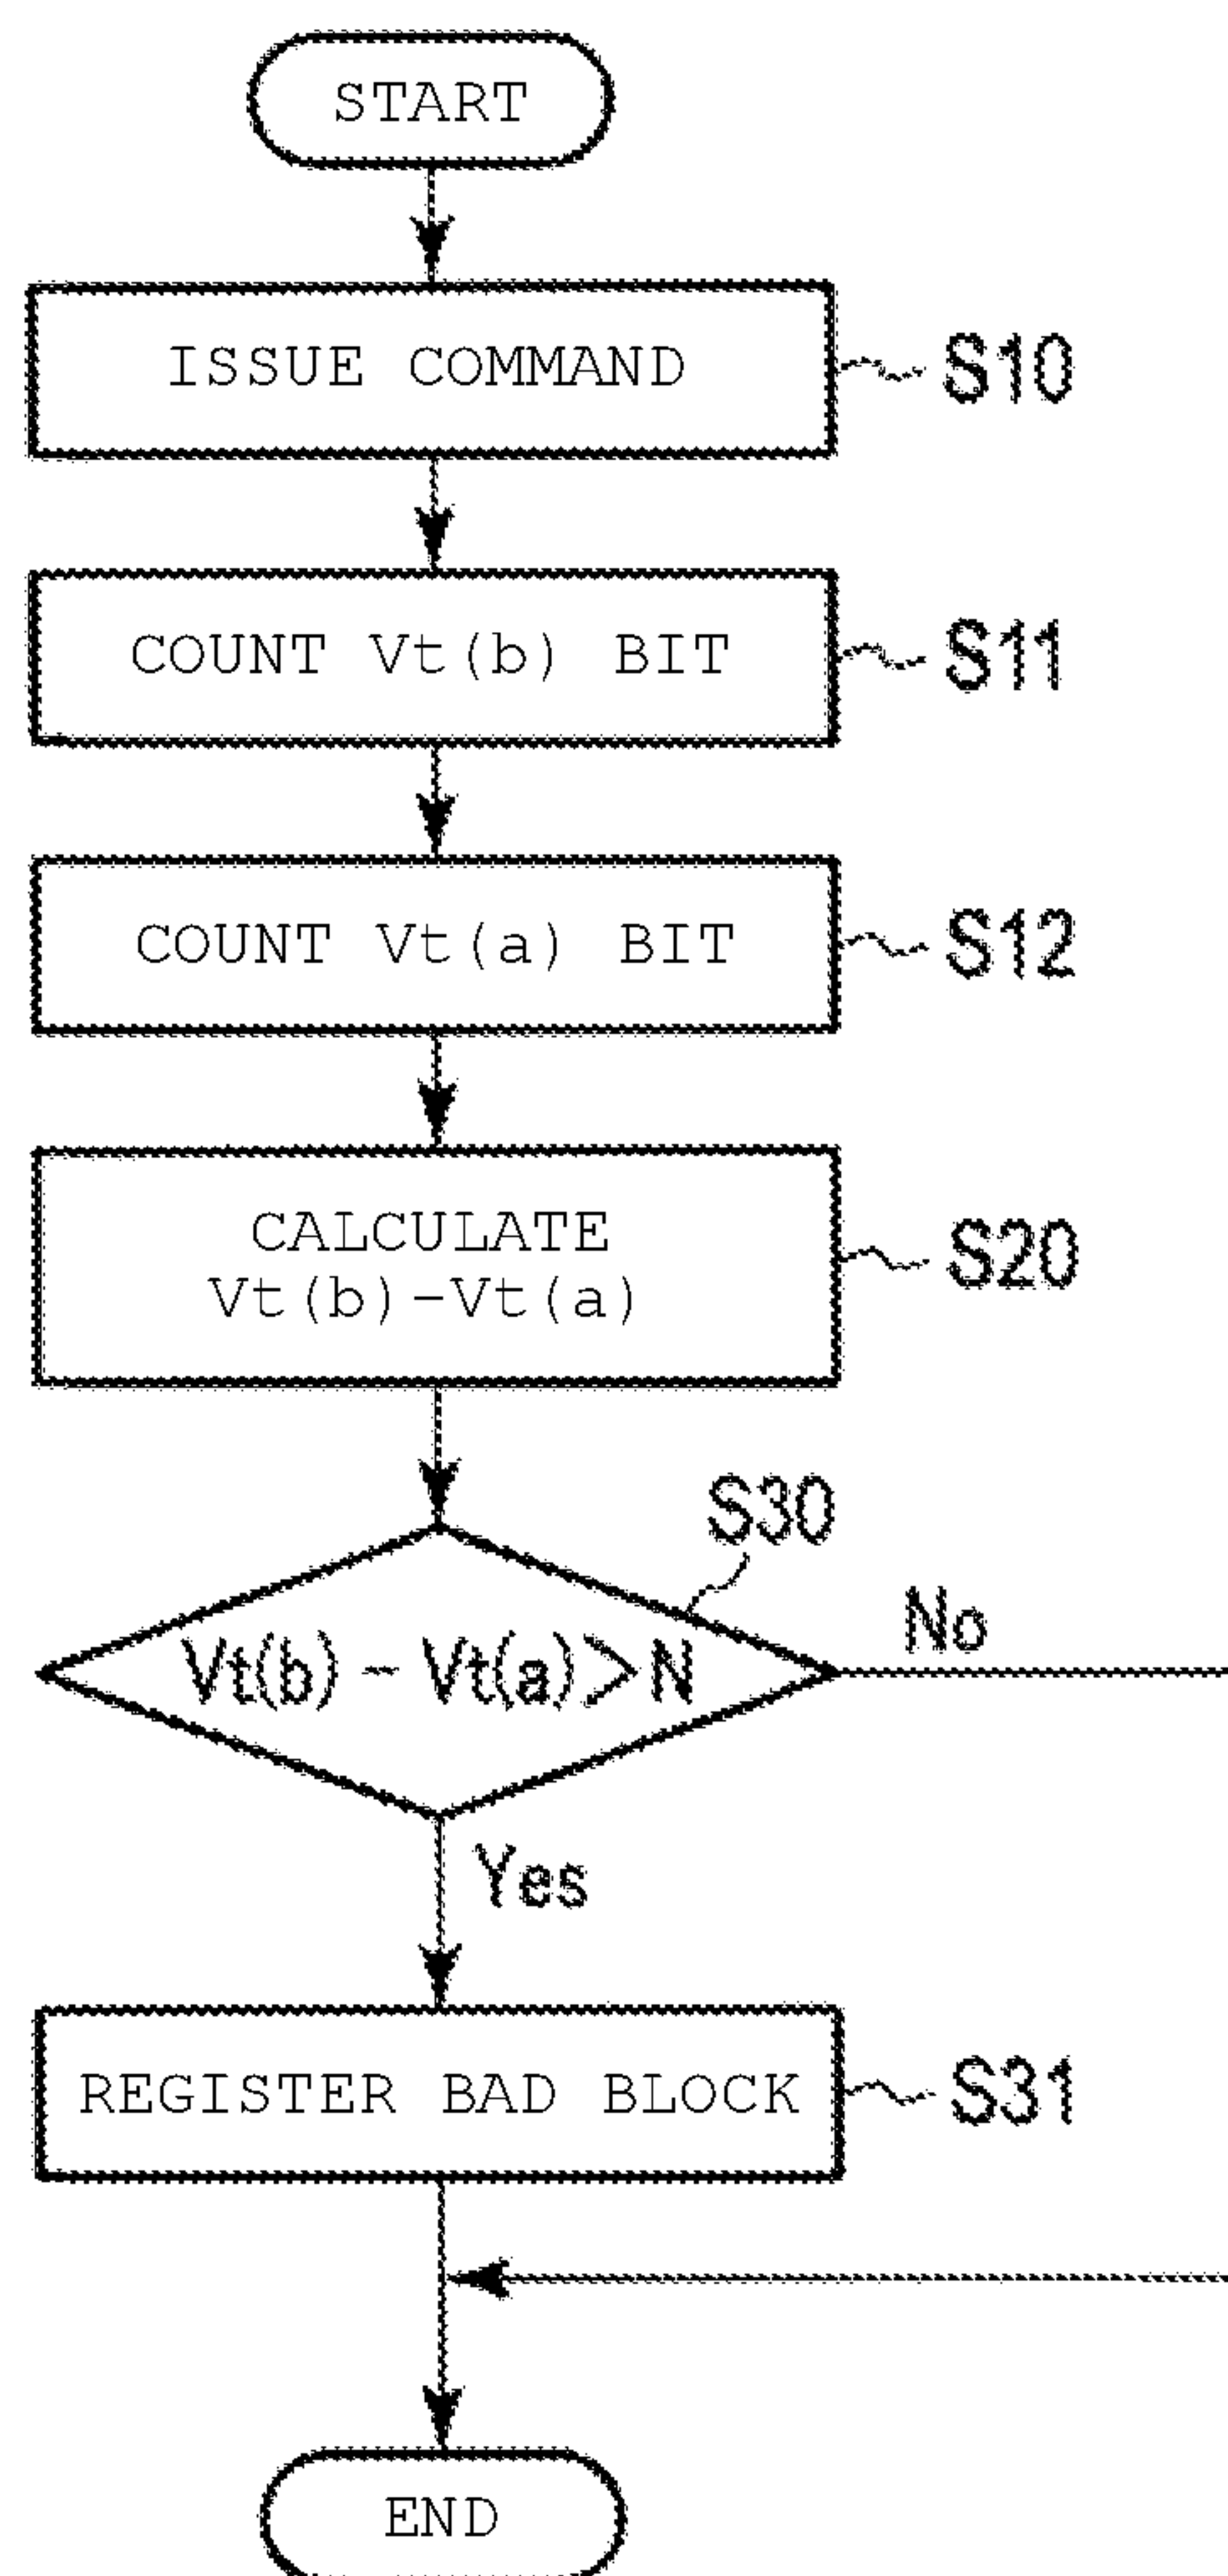 START
ISSUE COMMAND
S10
COUNT Vt(b) BIT
S11
COUNT Vt(a) BIT
S12
CALCULATE
Vt(b)-Vt(a)
S20
S30
Vt(b) - Vt(a)>N
No
Yes
REGISTER BAD BLOCK
S31
END